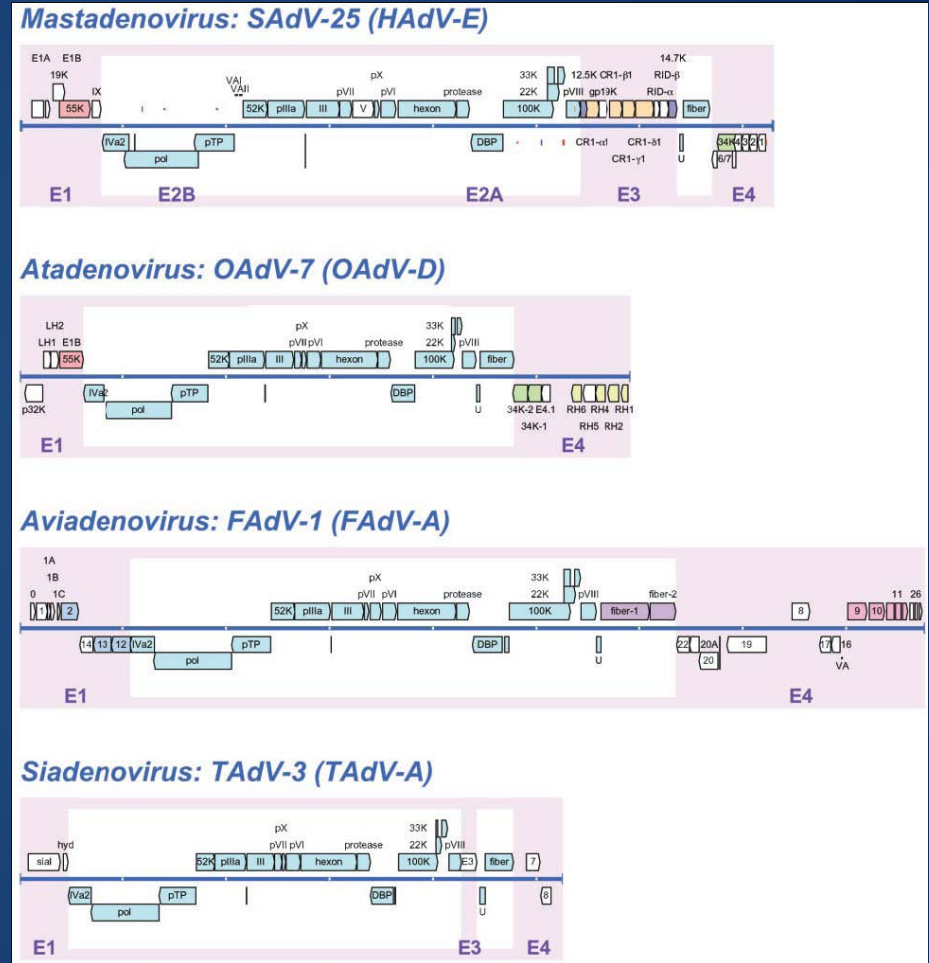 Mastadenovirus: SAdV-25 (HAdV-E)
14.7K
E1A E1B pX 33K 12.5K CR1-β1 RID-β
19K IX VAI VAII pVII pVI protease 22K pVIII gp19K RID-α
55K 52K pIIIa III V hexon 100K fiber
IVa2 pTP DBP CR1-α1 CR1-δ1 34K 4 3 2 1
pol CR1-γ1 U 6/7
E1 E2B E2A E3 E4
Atadenovirus: OAdV-7 (OAdV-D)
LH2 pX 33K
LH1 E1B pVII pVI protease 22K pVIII
55K 52K pIIIa III hexon 100K fiber
IVa2 pTP DBP
p32K pol U 34K-2 E4.1 RH6 RH4 RH1
34K-1 RH5 RH2
E1 E4
Aviadenovirus: FAdV-1 (FAdV-A)
1A
1B pX 33K
0 1C pVII pVI protease 22K pVIII fiber-2 11 26
1 2 52K pIIIa III hexon 100K fiber-1 8 9 10
14 13 12 IVa2 pTP DBP 22 20A 19 17 16
pol U 20 VA
E1 E4
Siadenovirus: TAdV-3 (TAdV-A)
pX 33K
hyd pVII pVI protease 22K pVIII
sial 52K pIIIa III hexon 100K E3 fiber 7
IVa2 pTP DBP 8
pol U
E1 E3 E4